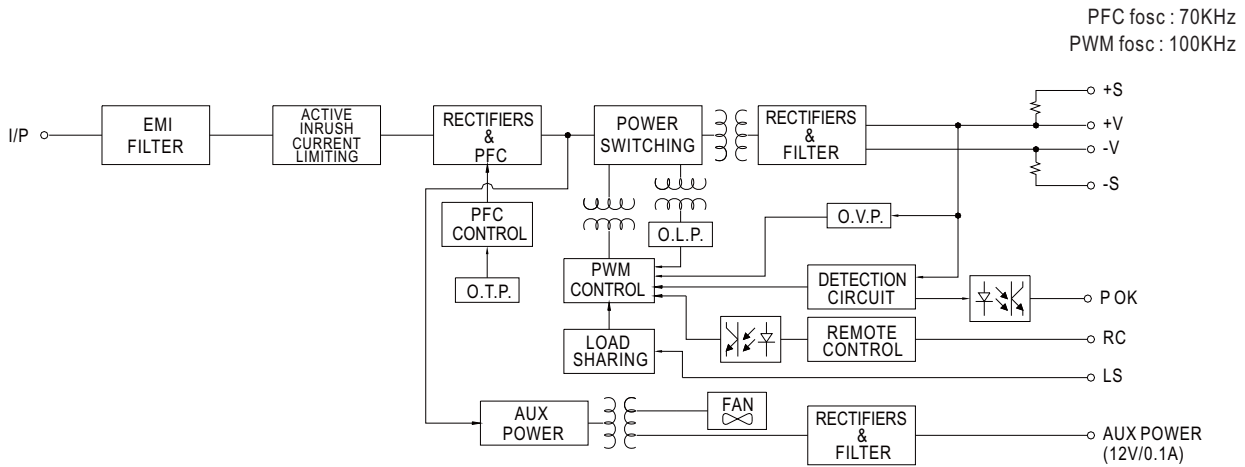 PFC fosc : 70KHz
PWM fosc : 100KHz
I/P
EMI
FILTER
ACTIVE
INRUSH
CURRENT
LIMITING
RECTIFIERS
&
PFC
POWER
SWITCHING
RECTIFIERS
&
FILTER
+S
+V
-V
-S
PFC
CONTROL
O.L.P.
O.V.P.
O.T.P.
PWM
CONTROL
DETECTION
CIRCUIT
P OK
LOAD
SHARING
REMOTE
CONTROL
RC
LS
AUX
POWER
FAN
RECTIFIERS
&
FILTER
AUX POWER
(12V/0.1A)